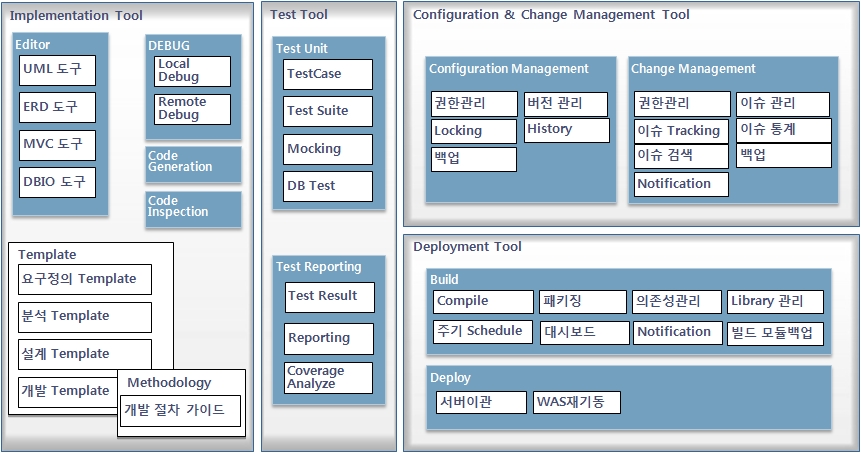 Implementation Tool
Editor
UML 도구
ERD 도구
MVC 도구
DBIO 도구
DEBUG
Local
Debug
Remote
Debug
Code
Generation
Code
Inspection
Template
요구정의 Template
분석 Template
설계 Template
개발 Template
Methodology
개발 절차 가이드
Test Tool
Test Unit
TestCase
Test Suite
Mocking
DB Test
Test Reporting
Test Result
Reporting
Coverage
Analyze
Configuration & Change Management Tool
Configuration Management
권한관리
버전 관리
Locking
History
백업
Change Management
권한관리
이슈 관리
이슈 Tracking
이슈 통계
이슈 검색
백업
Notification
Deployment Tool
Build
Compile
패키징
의존성관리
Library 관리
주기 Schedule
대시보드
Notification
빌드 모듈백업
Deploy
서버이관
WAS재기동